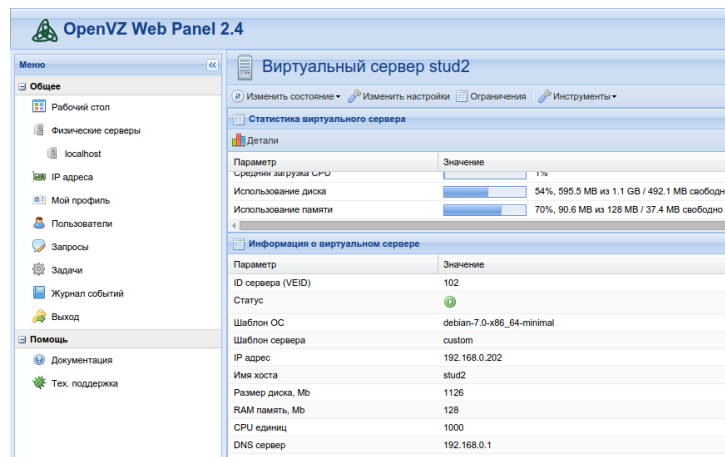 OpenVZ Web Panel 2.4
Меню
Общее
Рабочий стол
Физические серверы
localhost
IP адреса
Мой профиль
Пользователи
Запросы
Задачи
Журнал событий
Выход
Помощь
Документация
Тех. поддержка
Виртуальный сервер stud2
Изменить состояние Изменить настройки Ограничения Инструменты
Статистика виртуального сервера
Детали
Параметр Значение
Средняя загрузка CPU 1%
Использование диска 54%, 595.5 MB из 1.1 GB / 492.1 MB свободн
Использование памяти 70%, 90.6 MB из 128 MB / 37.4 MB свободно
Информация о виртуальном сервере
Параметр Значение
ID сервера (VEID) 102
Статус
Шаблон ОС debian-7.0-x86_64-minimal
Шаблон сервера custom
IP адрес 192.168.0.202
Имя хоста stud2
Размер диска, Mb 1126
RAM память, Mb 128
CPU единиц 1000
DNS сервер 192.168.0.1